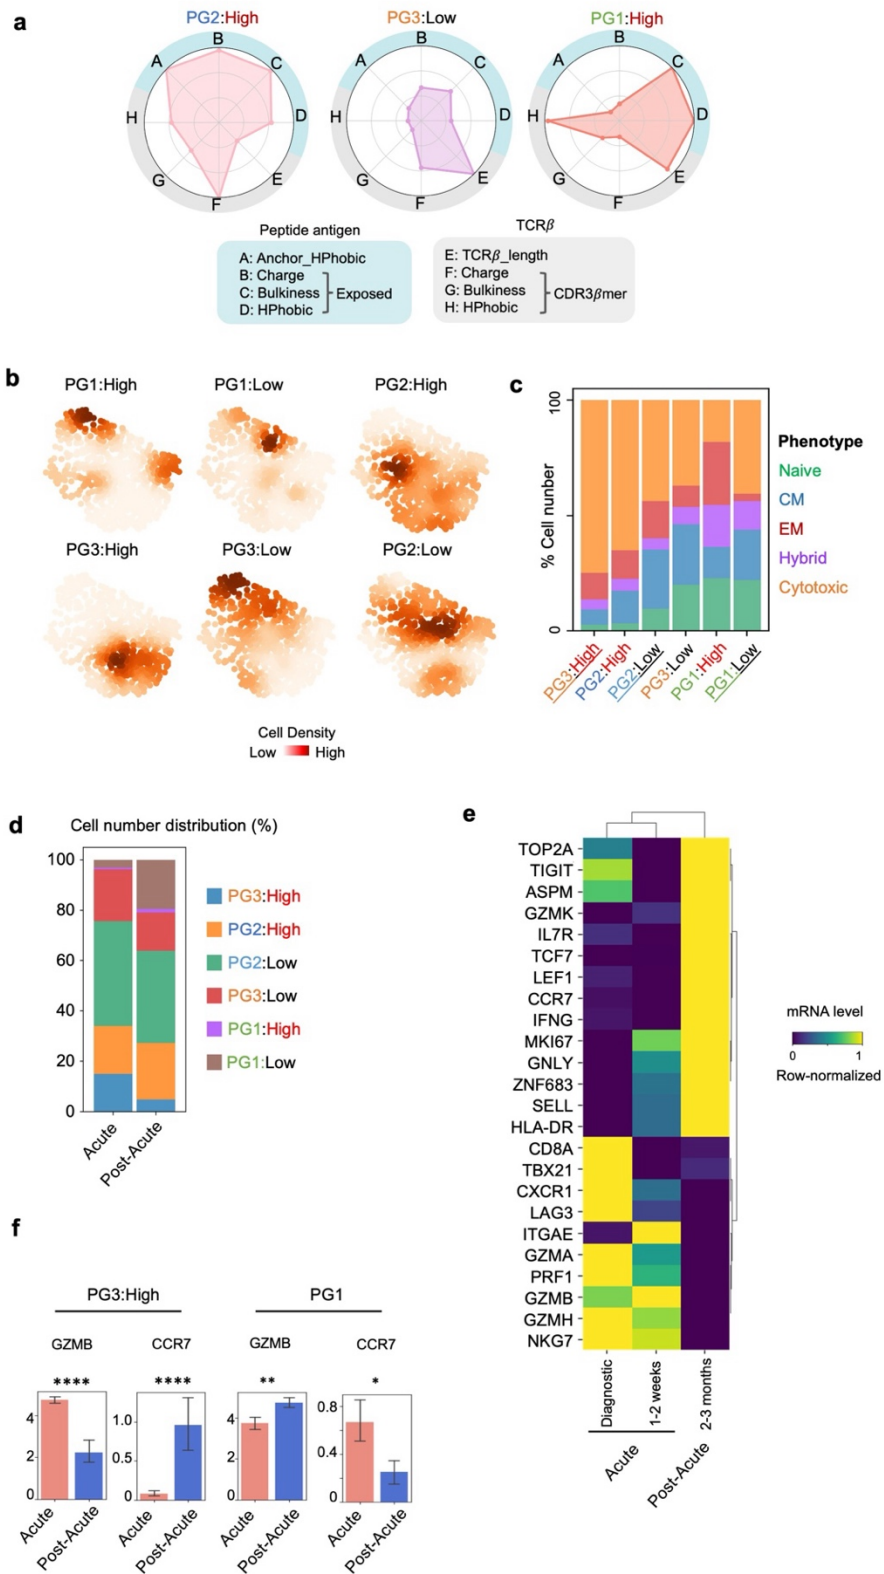 a
PG2:High
PG3:Low
PG1:High
A B C D E F G H
A B C D E F G H
A B C D E F G H
Peptide antigen
A: Anchor_HPhobic
B: Charge
C: Bulkiness
D: HPhobic
Exposed
TCRβ
E: TCRβ_length
F: Charge
G: Bulkiness
H: HPhobic
CDR3βmer
b
PG1:High
PG1:Low
PG2:High
PG3:High
PG3:Low
PG2:Low
Cell Density
Low
High
c
100
0
% Cell number
PG3:High
PG2:High
PG2:Low
PG3:Low
PG1:High
PG1:Low
Phenotype
Naive
CM
EM
Hybrid
Cytotoxic
d
Cell number distribution (%)
100
80
60
40
20
0
Acute
Post-Acute
PG3:High
PG2:High
PG2:Low
PG3:Low
PG1:High
PG1:Low
e
TOP2A
TIGIT
ASPM
GZMK
IL7R
TCF7
LEF1
CCR7
IFNG
MKI67
GNLY
ZNF683
SELL
HLA-DR
CD8A
TBX21
CXCR1
LAG3
ITGAE
GZMA
PRF1
GZMB
GZMH
NKG7
Diagnostic
1-2 weeks
2-3 months
Acute
Post-Acute
mRNA level
0
1
Row-normalized
f
PG3:High
PG1
GZMB
CCR7
GZMB
CCR7
****
****
**
*
4
2
0
1.0
0.5
0
4
2
0
0.8
0.4
0
Acute
Post-Acute
Acute
Post-Acute
Acute
Post-Acute
Acute
Post-Acute